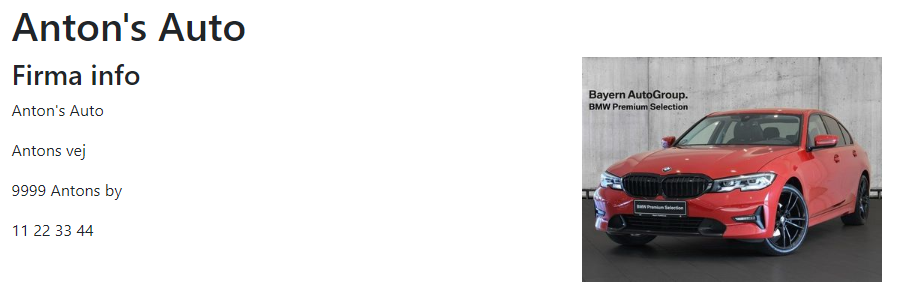 Anton's Auto
Firma info
Anton's Auto
Antons vej
9999 Antons by
11 22 33 44
Bayern AutoGroup.
BMW Premium Selection
BMW Premium Selection